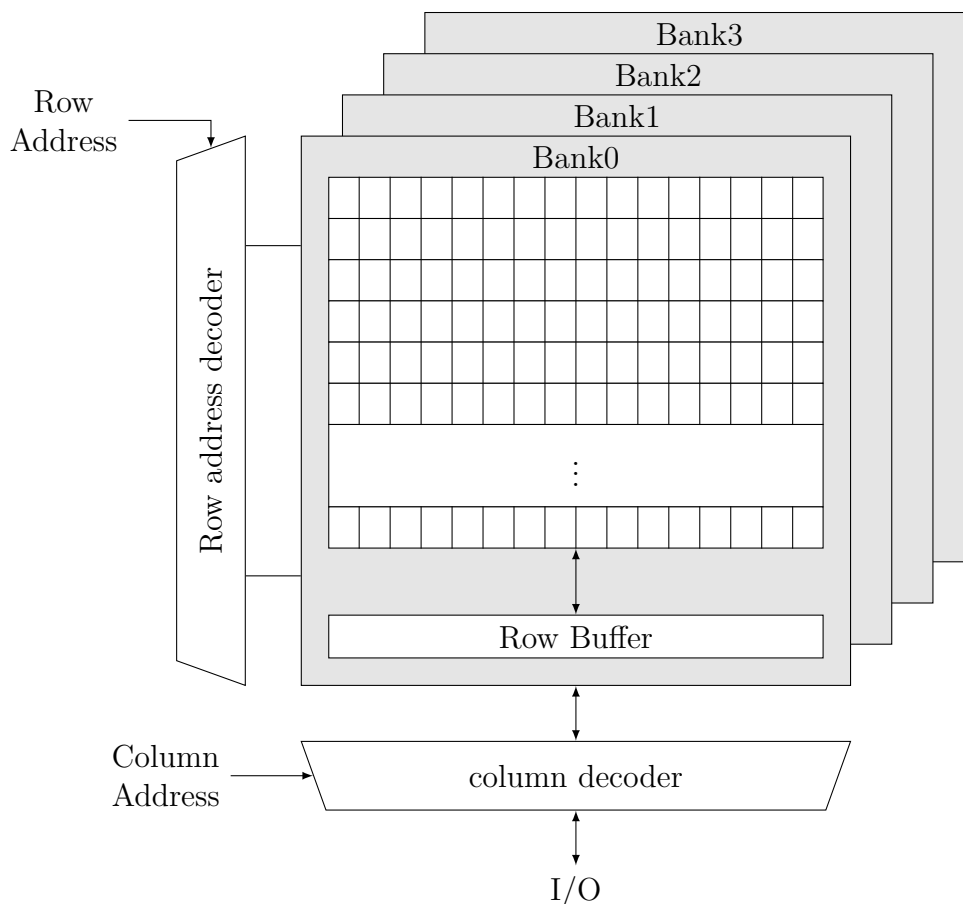 Bank3
Bank2
Bank1
Bank0
Row
Address
Row address decoder
⋮
Row Buffer
Column
Address
column decoder
I/O